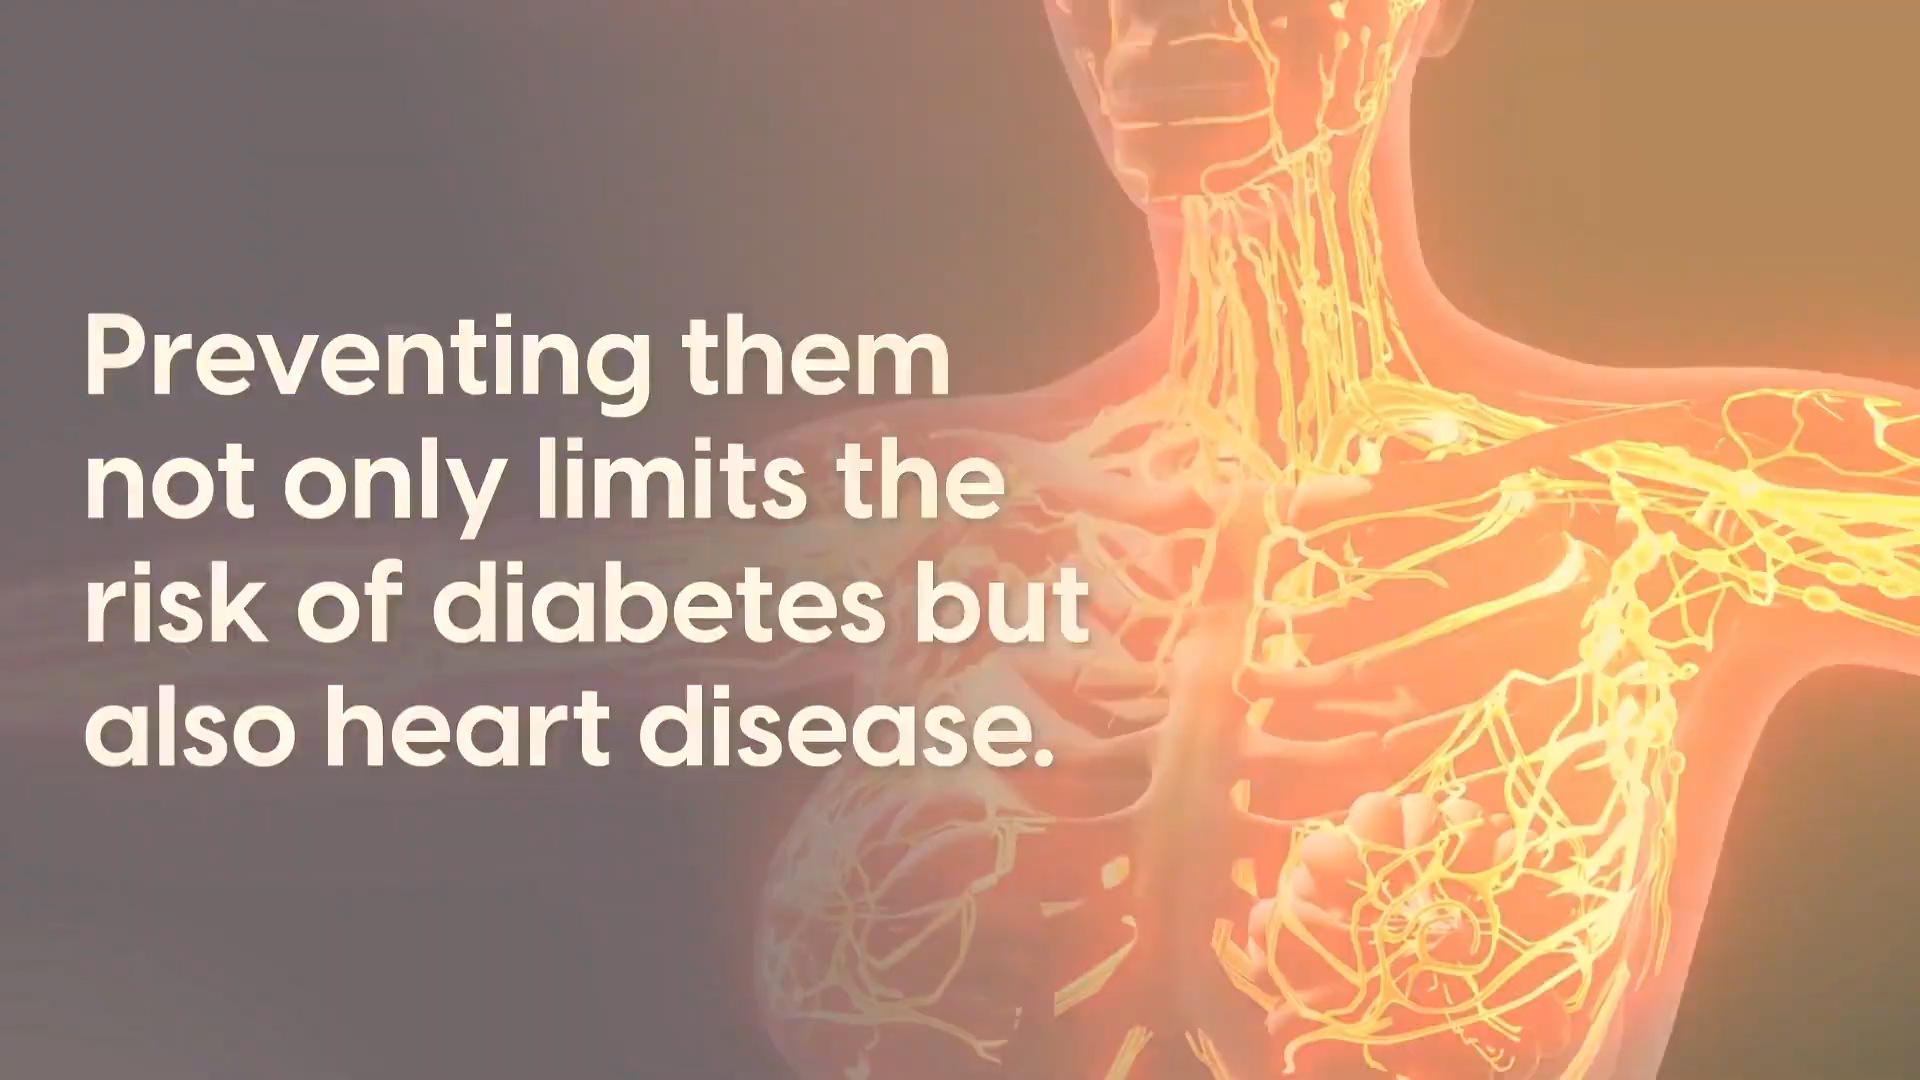 Preventing them
not only limits the
risk of diabetes but
also heart disease.